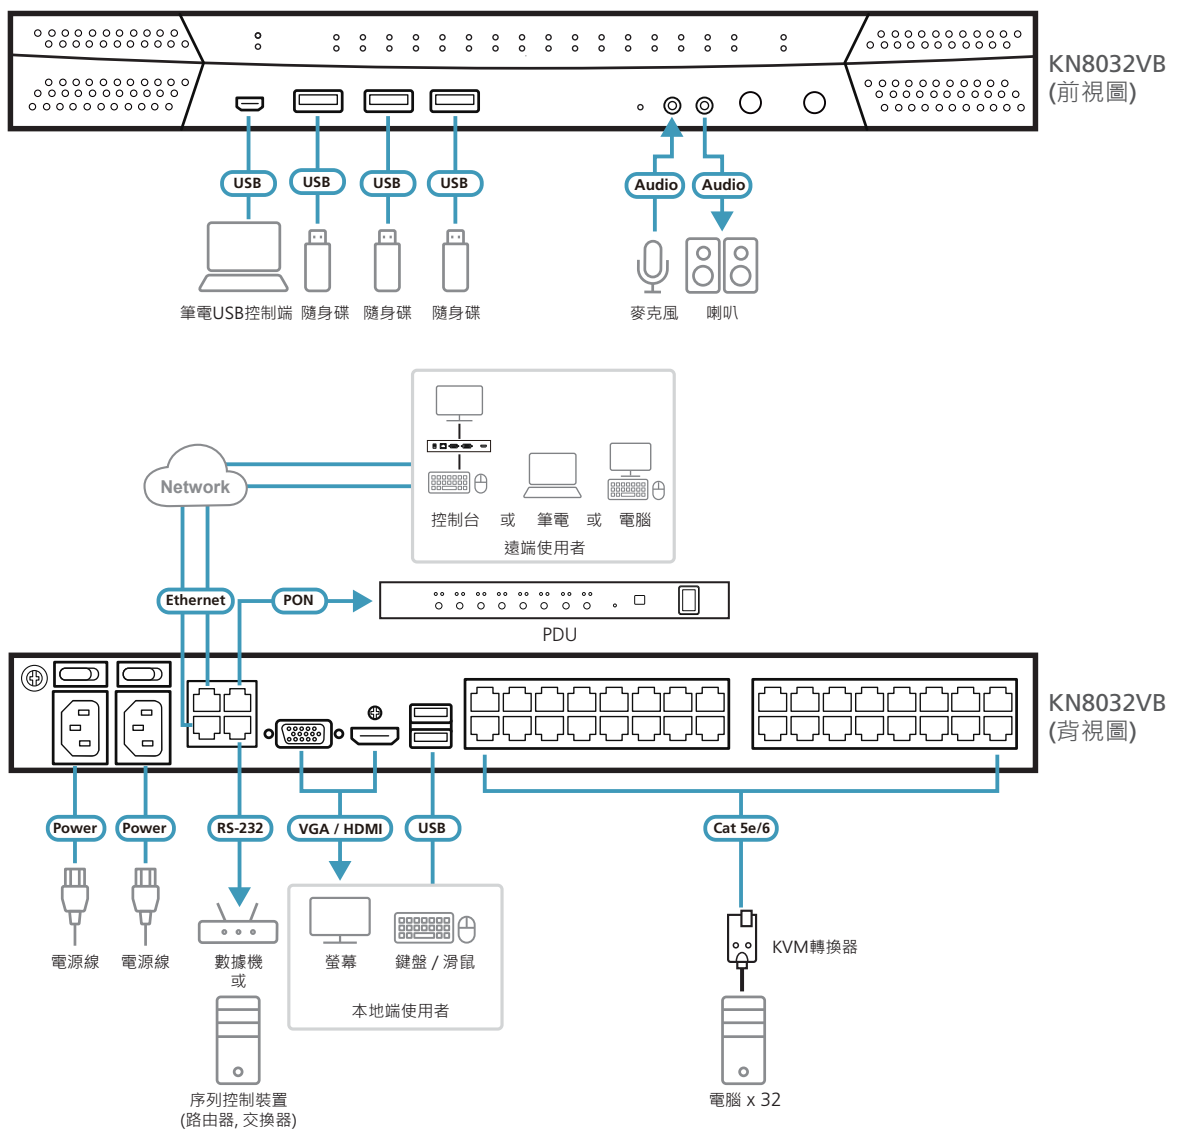 KN8032VB
(前視圖)
USB
USB
USB
USB
Audio
Audio
筆電USB控制端
隨身碟
隨身碟
隨身碟
麥克風
喇叭
Network
控制台 或 筆電 或 電腦
遠端使用者
Ethernet
PON
PDU
KN8032VB
(背視圖)
Power
Power
RS-232
VGA / HDMI
USB
Cat 5e/6
電源線
電源線
數據機
或
螢幕
鍵盤 / 滑鼠
本地端使用者
KVM轉換器
序列控制裝置
(路由器, 交換器)
電腦 x 32